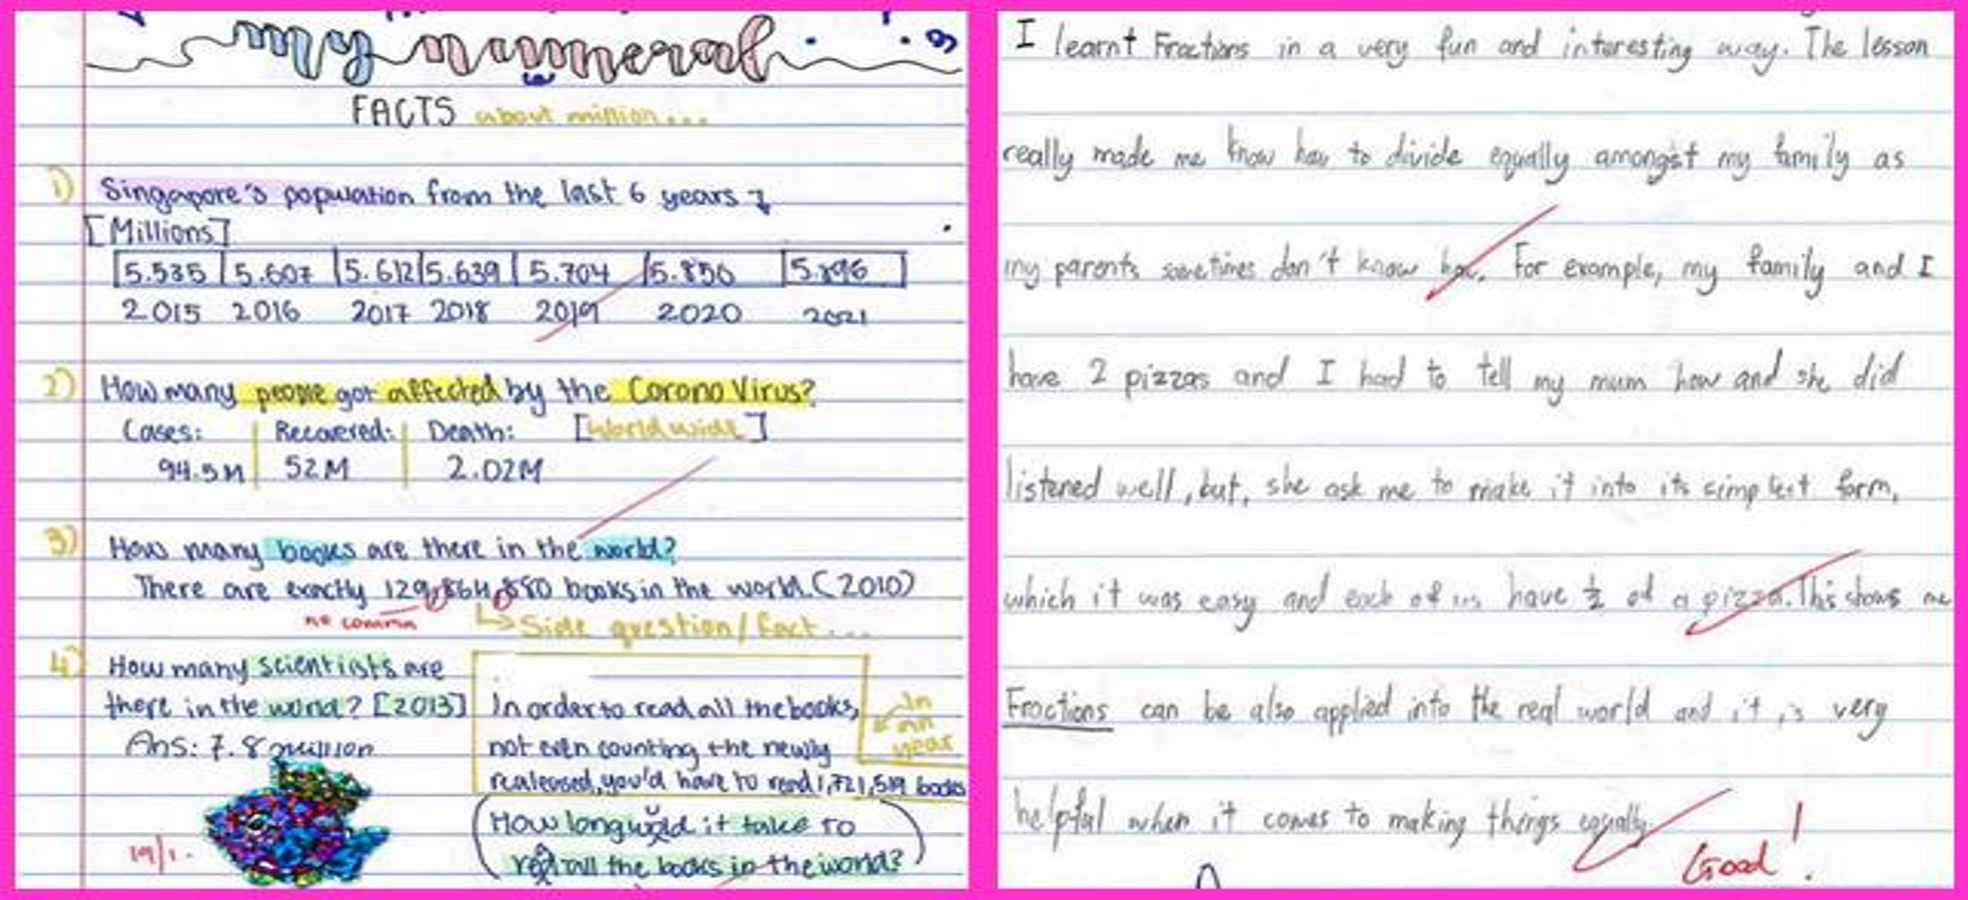 my numeral
FACTS about million...
1) Singapore's population from the last 6 years
[Millions]
5.535 5.607 5.612 5.639 5.704 5.850 5.896
2015 2016 2017 2018 2019 2020 2021
2) How many people got affected by the Corono Virus?
Cases: Recovered: Death: [worldwide]
94.5M 52M 2.02M
3) How many books are there in the world?
There are exactly 129,864,880 books in the world. (2010)
no comma
Side question/fact...
4) How many scientists are
there in the world? [2013]
Ans: 7.8 million
In order to read all the books,
not even counting the newly
realeased, you'd have to read 1,721,519 books
In
an
year
How long would it take to
read all the books in the world?
19/1.
I learnt Fractions in a very fun and interesting way. The lesson
really made me know how to divide equally amongst my family as
my parents sometimes don't know how. For example, my family and I
have 2 pizzas and I had to tell my mum how and she did
listened well, but, she ask me to make it into its simplest form,
which it was easy and each of us have ½ of a pizza. This shows me
Fractions can be also applied into the real world and it is very
helpful when it comes to making things equally.
Good!